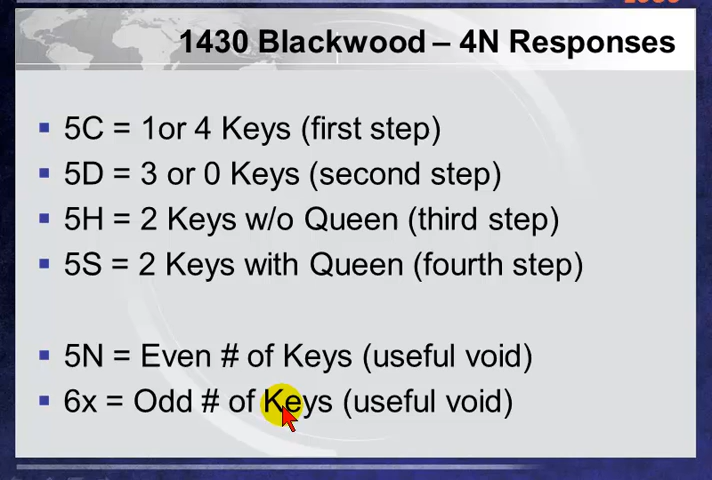 1430 Blackwood – 4N Responses
5C = 1or 4 Keys (first step)
5D = 3 or 0 Keys (second step)
5H = 2 Keys w/o Queen (third step)
5S = 2 Keys with Queen (fourth step)
5N = Even # of Keys (useful void)
6x = Odd # of Keys (useful void)